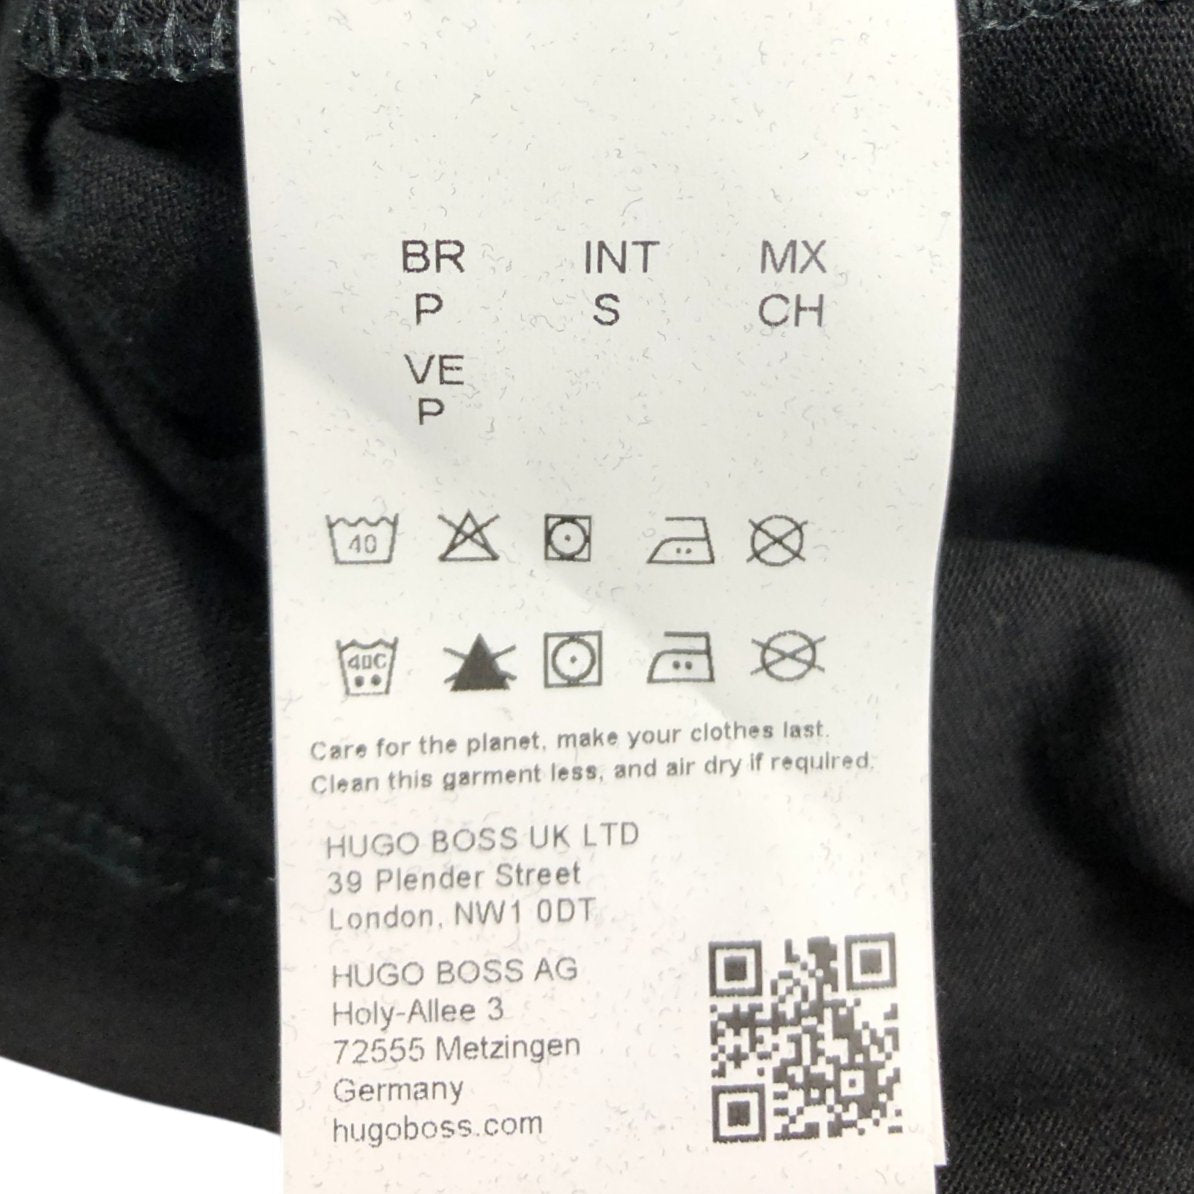 BR INT MX
P S CH
VE
P
40
40C
Care for the planet, make your clothes last.
Clean this garment less, and air dry if required.
HUGO BOSS UK LTD
39 Plender Street
London, NW1 0DT
HUGO BOSS AG
Holy-Allee 3
72555 Metzingen
Germany
hugoboss.com